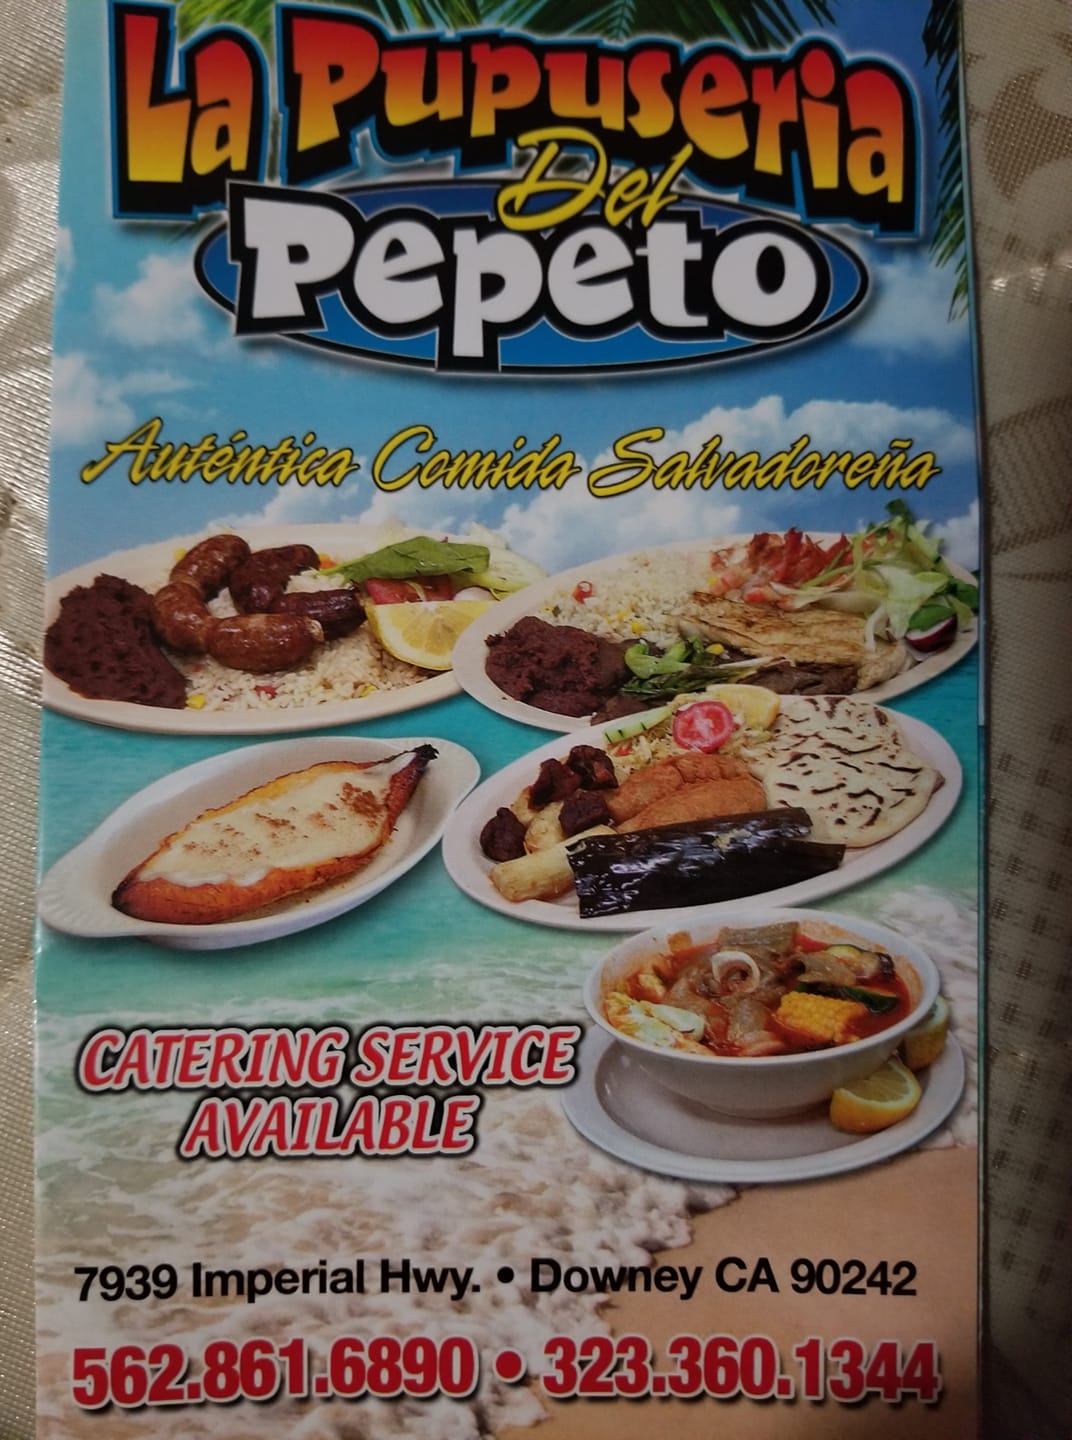 La Pupuseria
Del
Pepeto
Auténtica Comida Salvadoreña
CATERING SERVICE
AVAILABLE
7939 Imperial Hwy. • Downey CA 90242
562.861.6890 • 323.360.1344